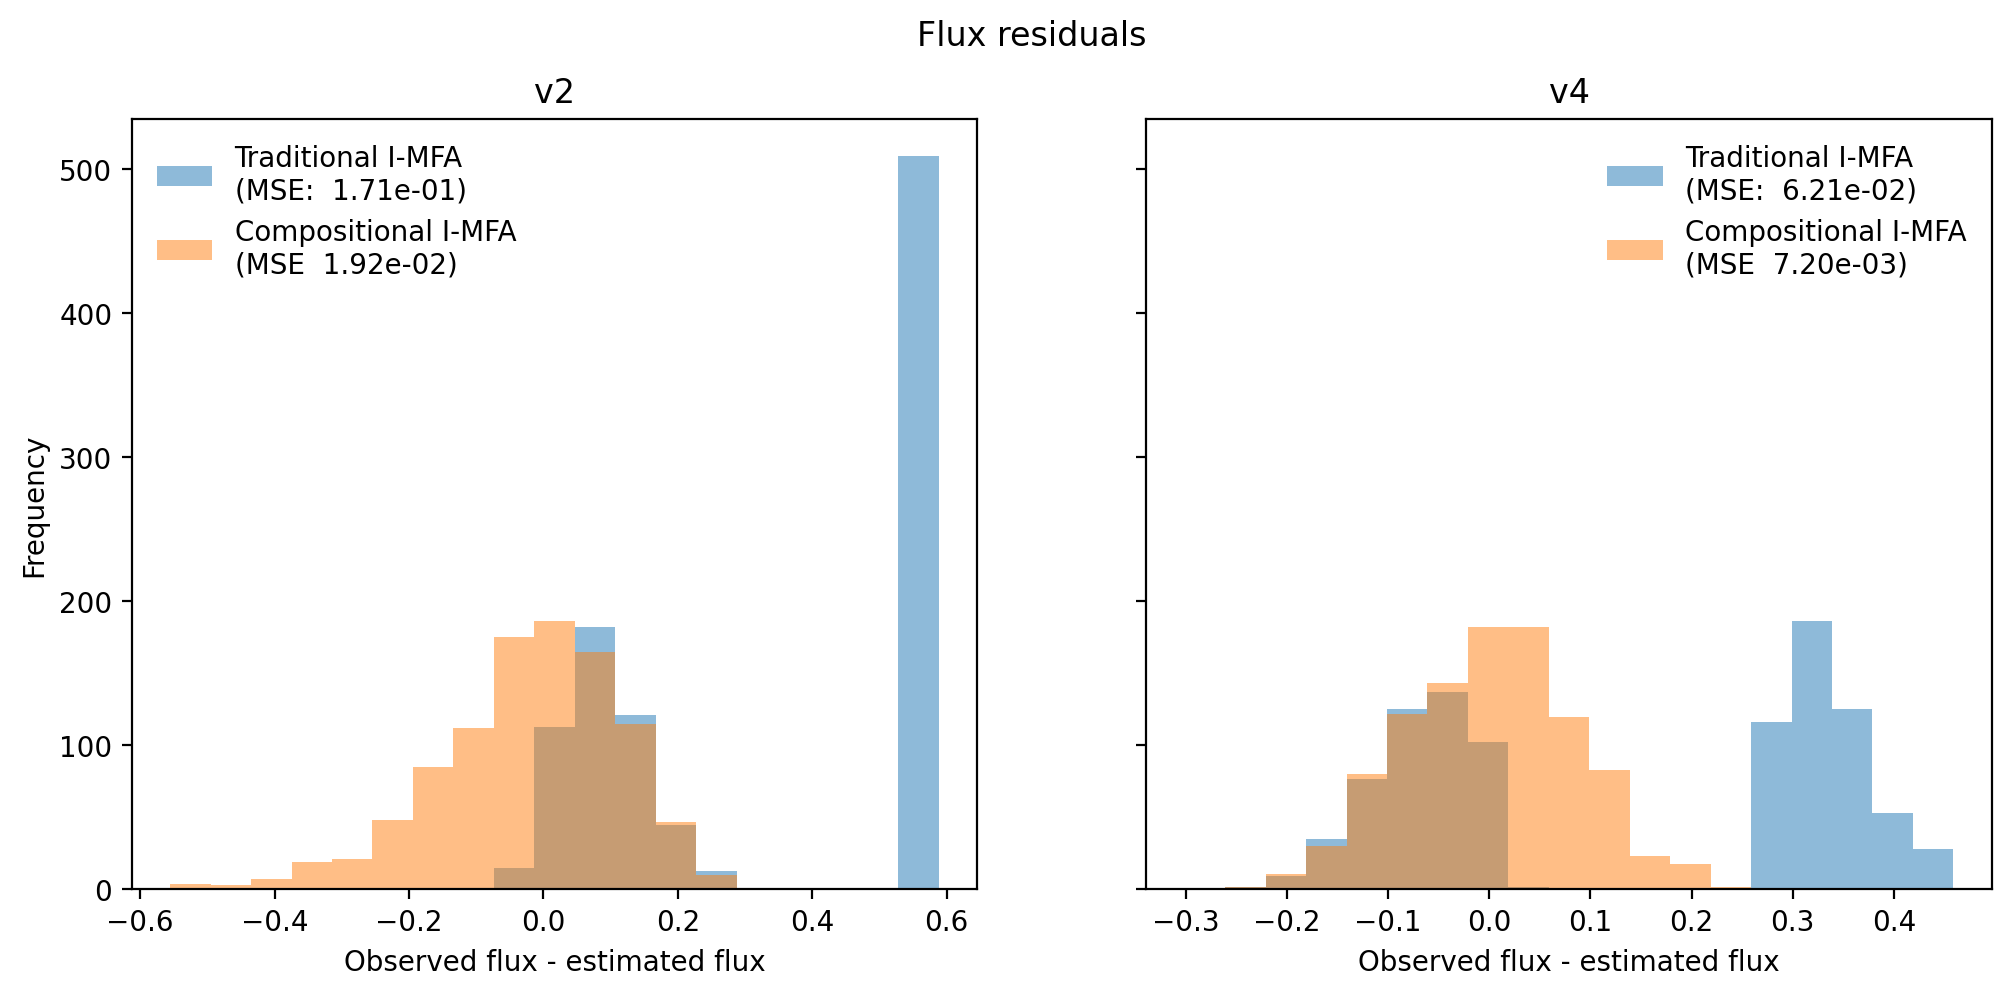 Flux residuals
v2
Traditional I-MFA
(MSE:  1.71e-01)
Compositional I-MFA
(MSE  1.92e-02)
500
400
300
200
100
0
Frequency
−0.6 −0.4 −0.2 0.0 0.2 0.4 0.6
Observed flux - estimated flux
v4
Traditional I-MFA
(MSE:  6.21e-02)
Compositional I-MFA
(MSE  7.20e-03)
−0.3 −0.2 −0.1 0.0 0.1 0.2 0.3 0.4
Observed flux - estimated flux